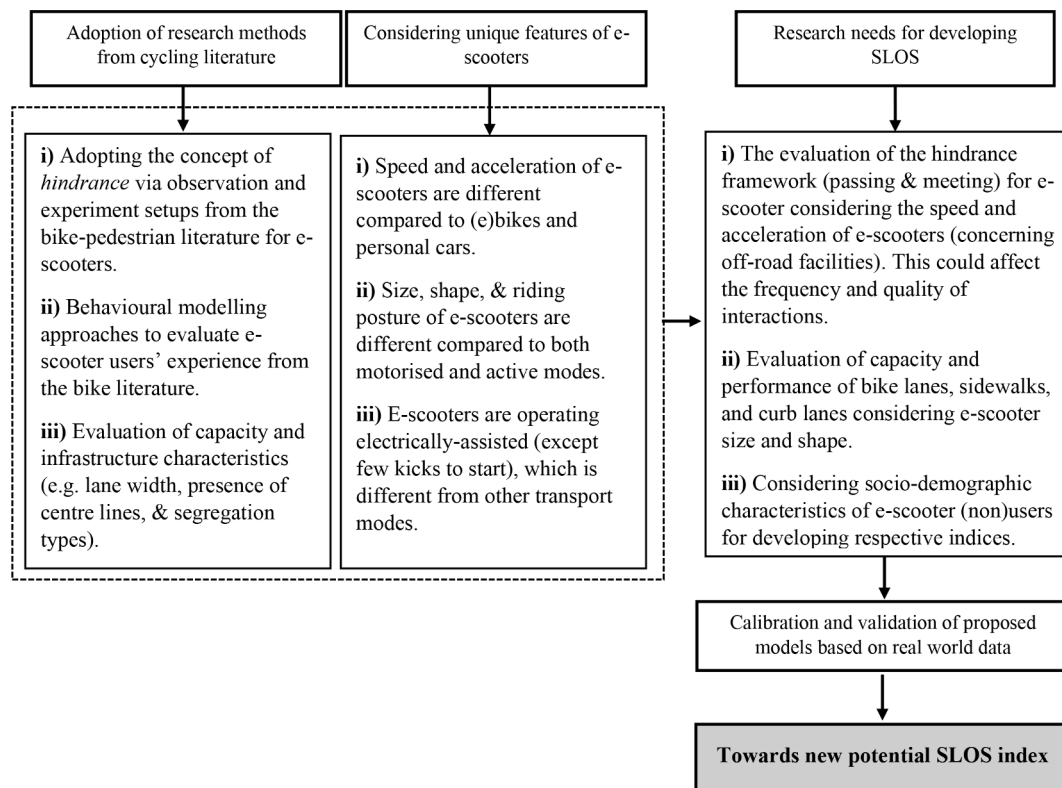 Adoption of research methods
from cycling literature
Considering unique features of e-
scooters
Research needs for developing
SLOS
i) Adopting the concept of
hindrance via observation and
experiment setups from the
bike-pedestrian literature for e-
scooters.
ii) Behavioural modelling
approaches to evaluate e-
scooter users’ experience from
the bike literature.
iii) Evaluation of capacity and
infrastructure characteristics
(e.g. lane width, presence of
centre lines, & segregation
types).
i) Speed and acceleration of e-
scooters are different
compared to (e)bikes and
personal cars.
ii) Size, shape, & riding
posture of e-scooters are
different compared to both
motorised and active modes.
iii) E-scooters are operating
electrically-assisted (except
few kicks to start), which is
different from other transport
modes.
i) The evaluation of the hindrance
framework (passing & meeting) for e-
scooter considering the speed and
acceleration of e-scooters (concerning
off-road facilities). This could affect
the frequency and quality of
interactions.
ii) Evaluation of capacity and
performance of bike lanes, sidewalks,
and curb lanes considering e-scooter
size and shape.
iii) Considering socio-demographic
characteristics of e-scooter (non)users
for developing respective indices.
Calibration and validation of proposed
models based on real world data
Towards new potential SLOS index